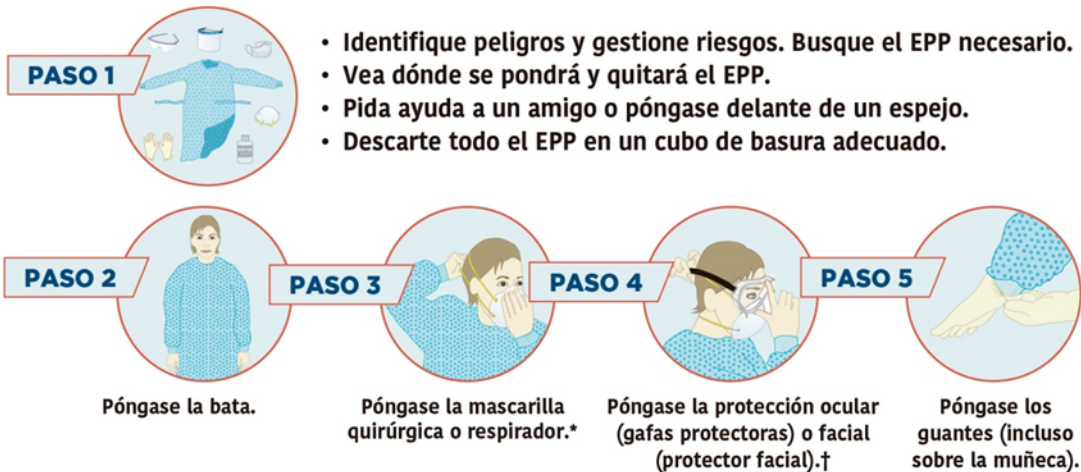 PASO 1
• Identifique peligros y gestione riesgos. Busque el EPP necesario.
• Vea dónde se pondrá y quitará el EPP.
• Pida ayuda a un amigo o póngase delante de un espejo.
• Descarte todo el EPP en un cubo de basura adecuado.
PASO 2
Póngase la bata.
PASO 3
Póngase la mascarilla
quirúrgica o respirador.*
PASO 4
Póngase la protección ocular
(gafas protectoras) o facial
(protector facial).†
PASO 5
Póngase los
guantes (incluso
sobre la muñeca).